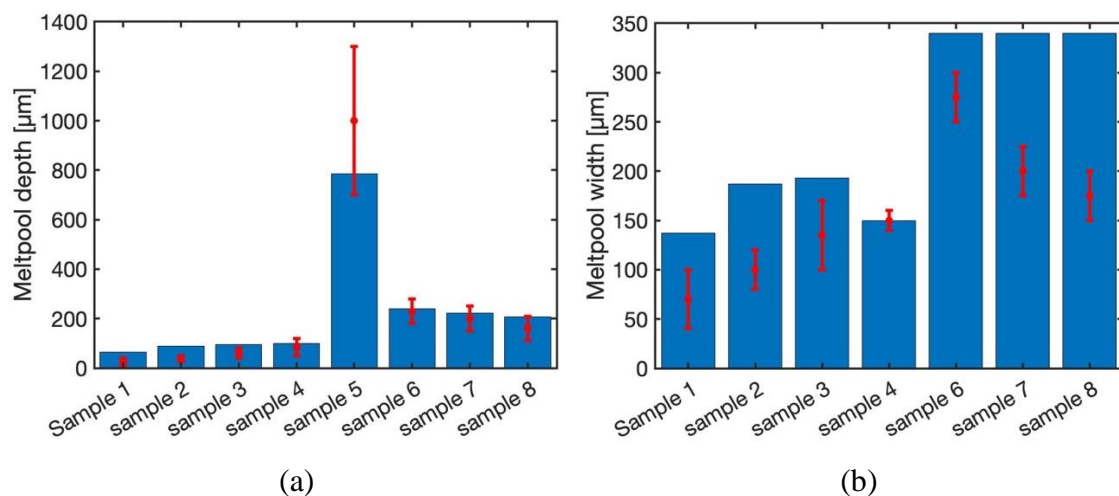 Meltpool depth [µm]
1400
1200
1000
800
600
400
200
0
Sample 1
sample 2
sample 3
sample 4
sample 5
sample 6
sample 7
sample 8
(a)
Meltpool width [µm]
350
300
250
200
150
100
50
0
Sample 1
sample 2
sample 3
sample 4
sample 6
sample 7
sample 8
(b)